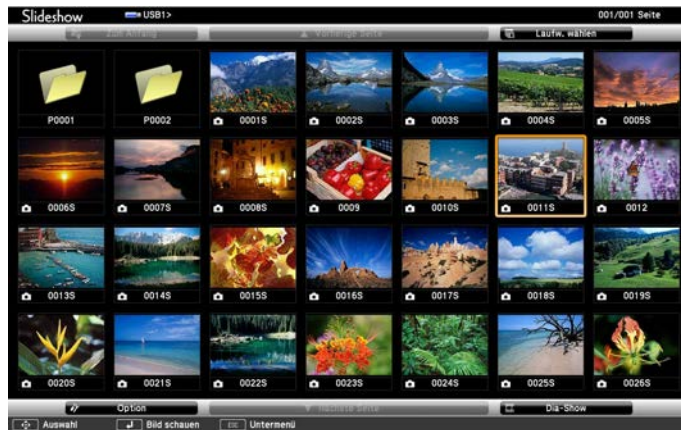 Slideshow USB1> 001/001 Seite
Zum Anfang ▲ Vorherige Seite Laufw. wählen
P0001 P0002 0001S 0002S 0003S 0004S 0005S
0006S 0007S 0008S 0009 0010S 0011S 0012
0013S 0014S 0015S 0016S 0017S 0018S 0019S
0020S 0021S 0022S 0023S 0024S 0025S 0026S
Option ▼ nächste Seite Dia-Show
Auswahl Bild schauen ESC Untermenü